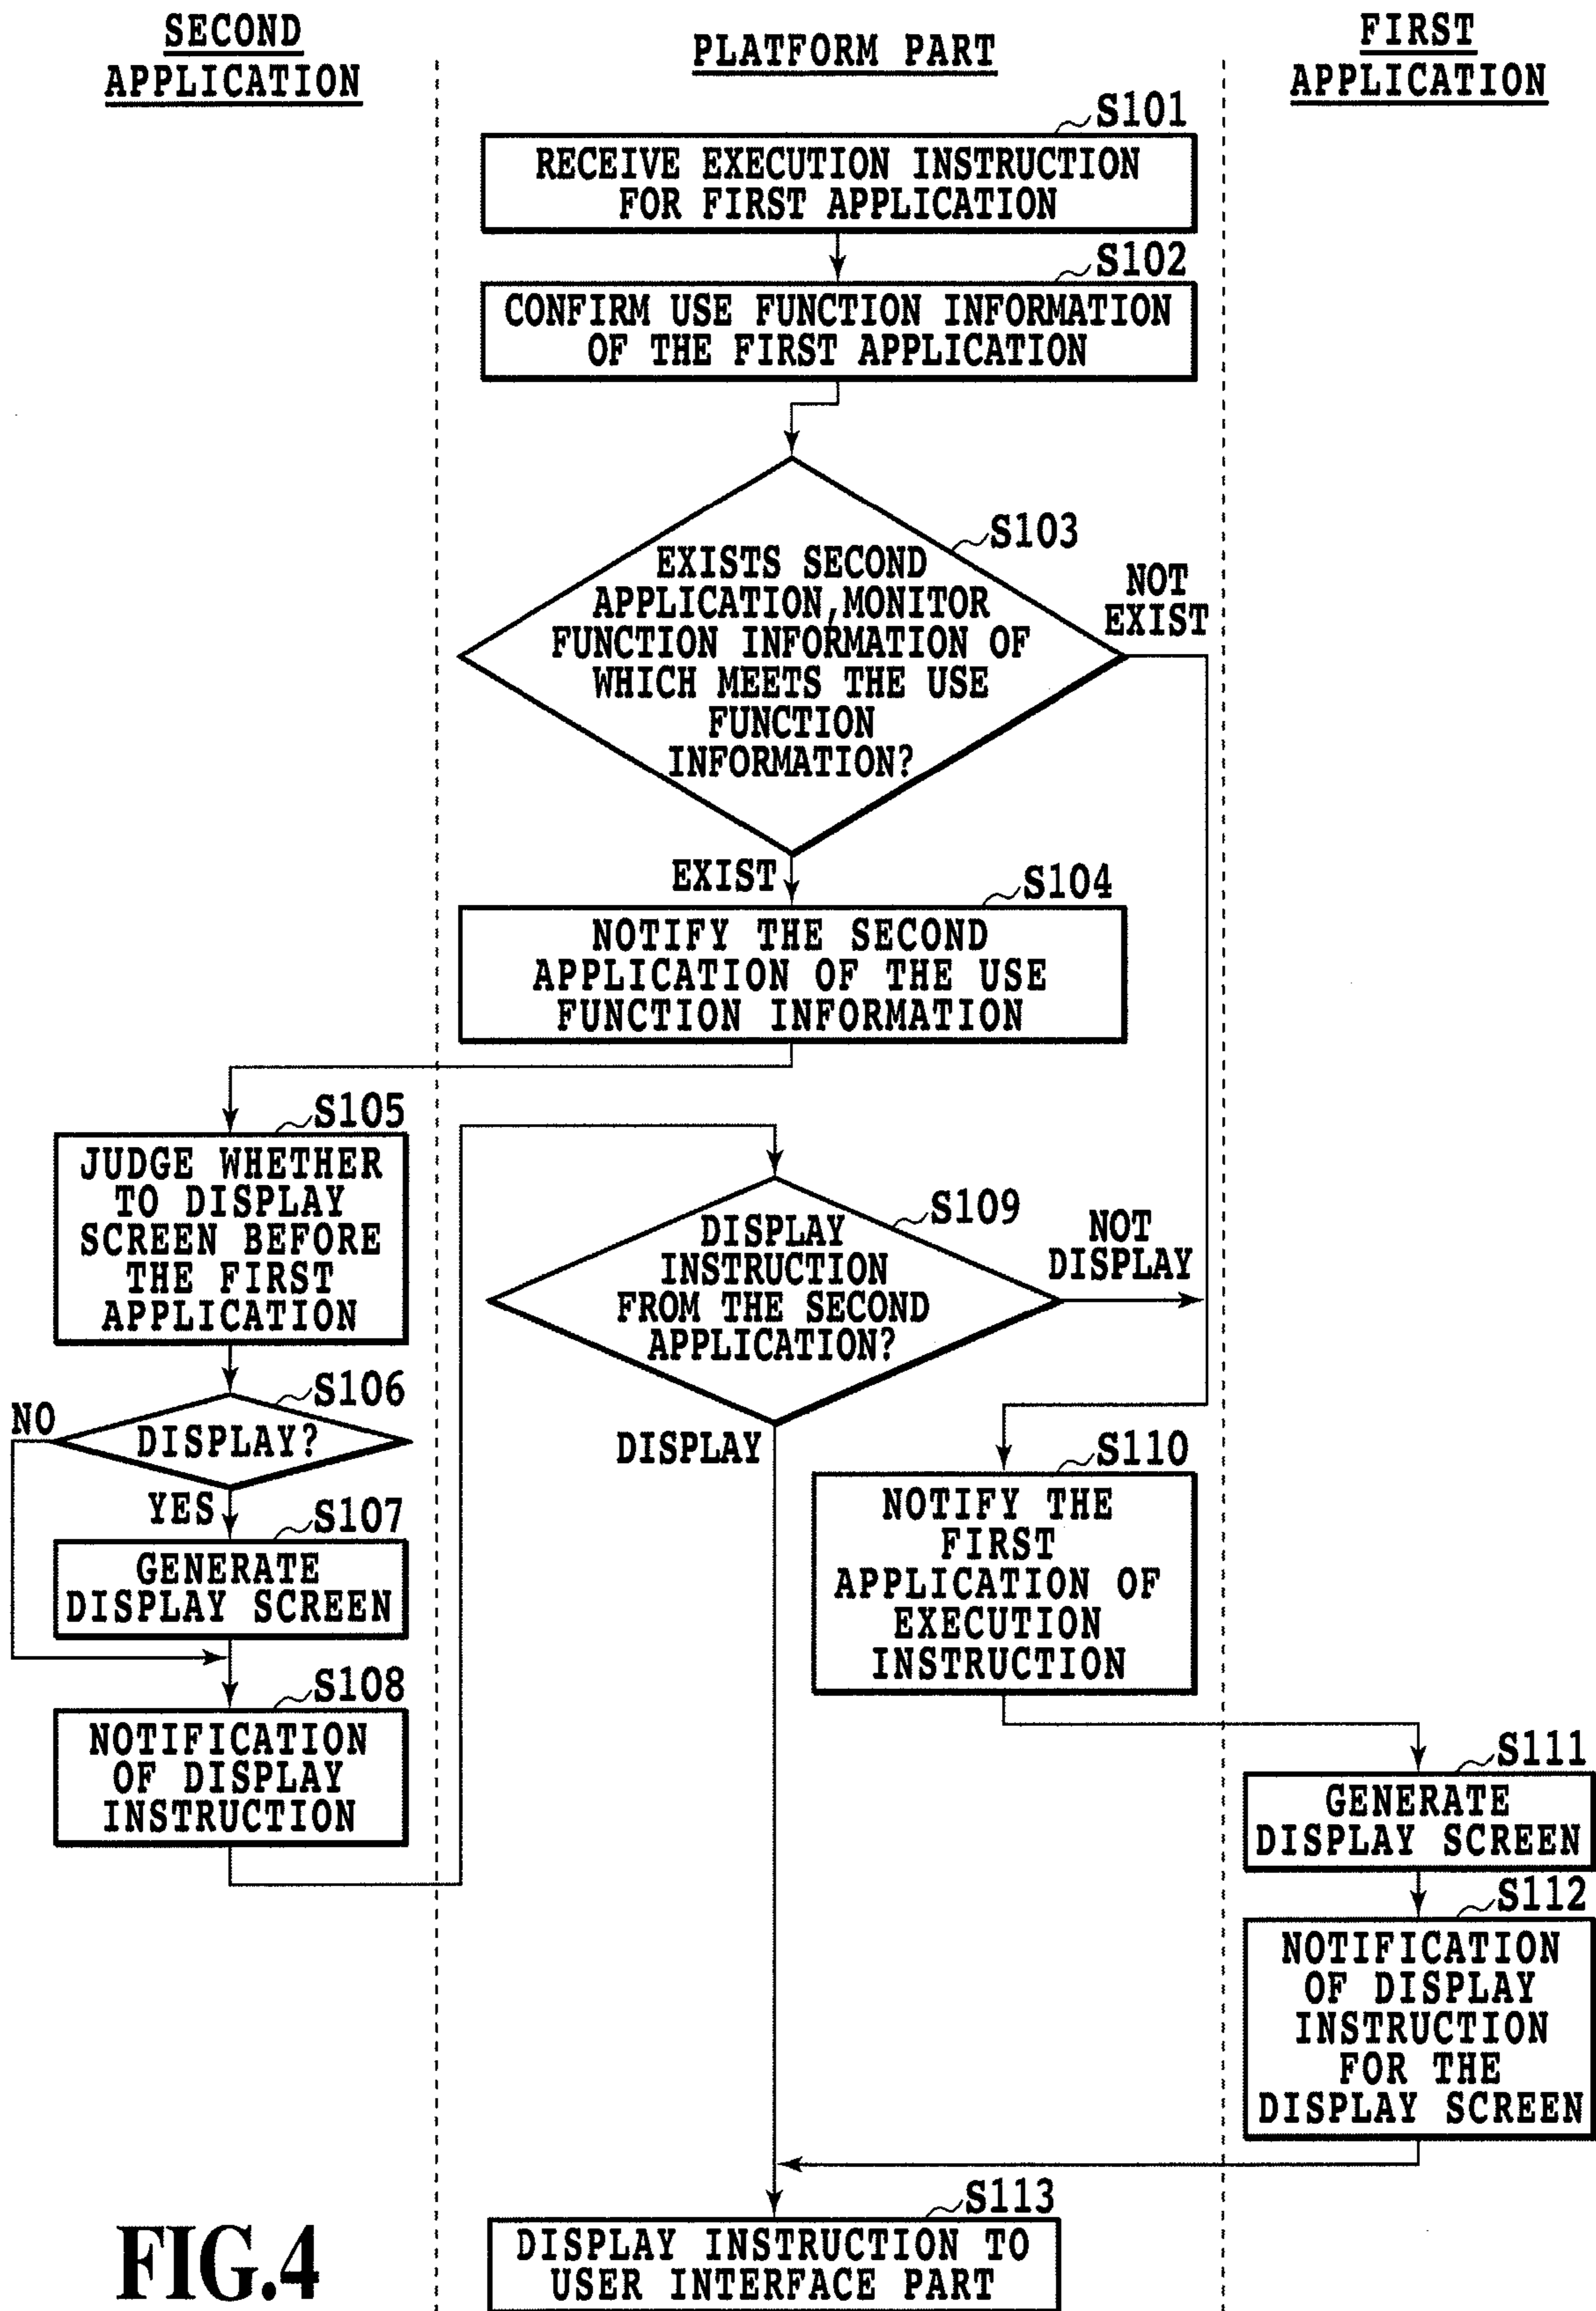 SECOND
APPLICATION
PLATFORM PART
FIRST
APPLICATION
S101
RECEIVE EXECUTION INSTRUCTION
FOR FIRST APPLICATION
S102
CONFIRM USE FUNCTION INFORMATION
OF THE FIRST APPLICATION
S103
EXISTS SECOND
APPLICATION,MONITOR
FUNCTION INFORMATION OF
WHICH MEETS THE USE
FUNCTION
INFORMATION?
NOT
EXIST
EXIST
S104
NOTIFY THE SECOND
APPLICATION OF THE USE
FUNCTION INFORMATION
S105
JUDGE WHETHER
TO DISPLAY
SCREEN BEFORE
THE FIRST
APPLICATION
S106
DISPLAY?
NO
YES
S107
GENERATE
DISPLAY SCREEN
S108
NOTIFICATION
OF DISPLAY
INSTRUCTION
S109
DISPLAY
INSTRUCTION
FROM THE SECOND
APPLICATION?
NOT
DISPLAY
DISPLAY
S110
NOTIFY THE
FIRST
APPLICATION OF
EXECUTION
INSTRUCTION
S111
GENERATE
DISPLAY SCREEN
S112
NOTIFICATION
OF DISPLAY
INSTRUCTION
FOR THE
DISPLAY SCREEN
S113
DISPLAY INSTRUCTION TO
USER INTERFACE PART
FIG.4